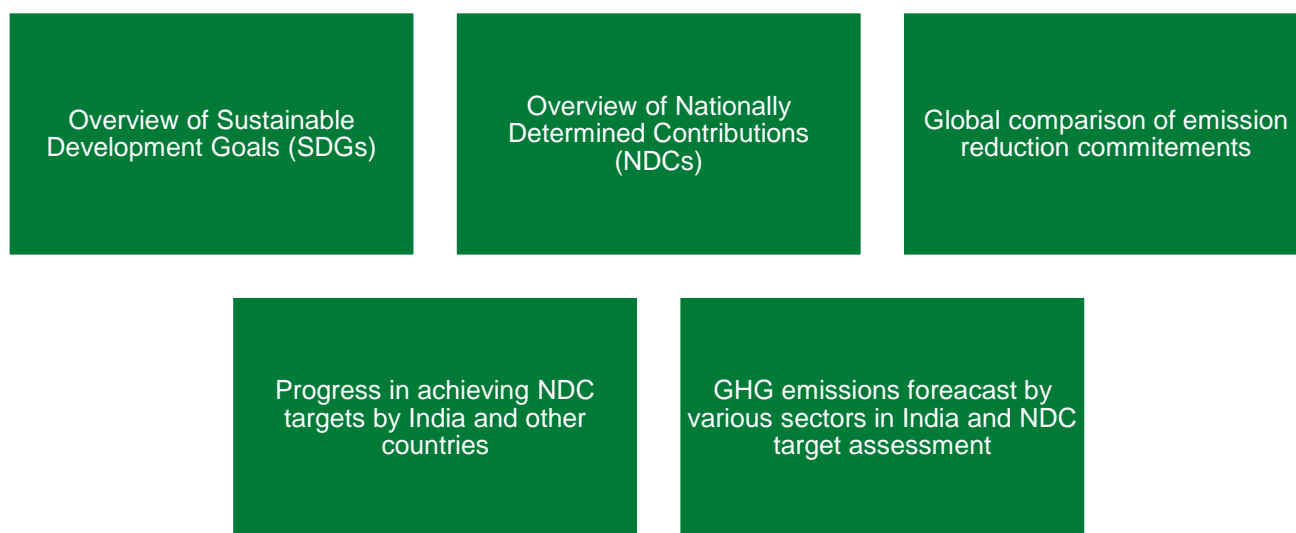 Overview of Sustainable
Development Goals (SDGs)
Overview of Nationally
Determined Contributions
(NDCs)
Global comparison of emission
reduction commitements
Progress in achieving NDC
targets by India and other
countries
GHG emissions foreacast by
various sectors in India and NDC
target assessment